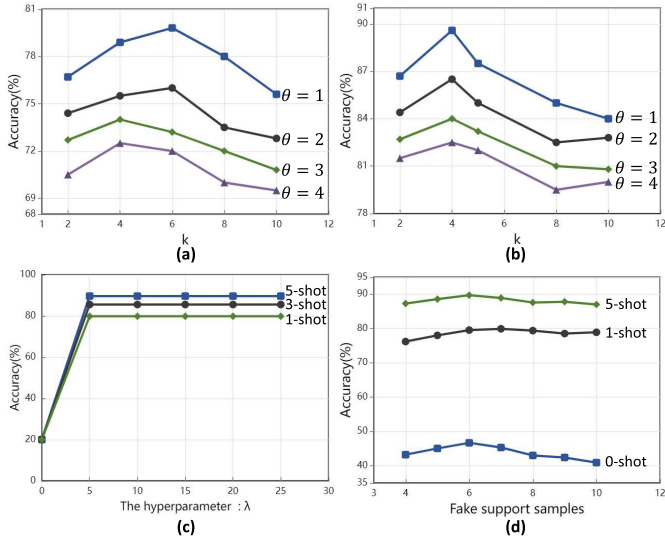 81
78
75
72
69
68
Accuracy(%)
θ = 1
θ = 2
θ = 3
θ = 4
1 2 4 6 8 10 12
k
(a)
91
90
87
84
81
78
Accuracy(%)
θ = 1
θ = 2
θ = 3
θ = 4
1 2 4 6 8 10 12
k
(b)
100
80
60
40
20
0
Accuracy(%)
5-shot
3-shot
1-shot
0 5 10 15 20 25 30
The hyperparameter : λ
(c)
95
90
80
70
60
50
40
35
Accuracy(%)
5-shot
1-shot
0-shot
3 4 6 8 10 12
Fake support samples
(d)